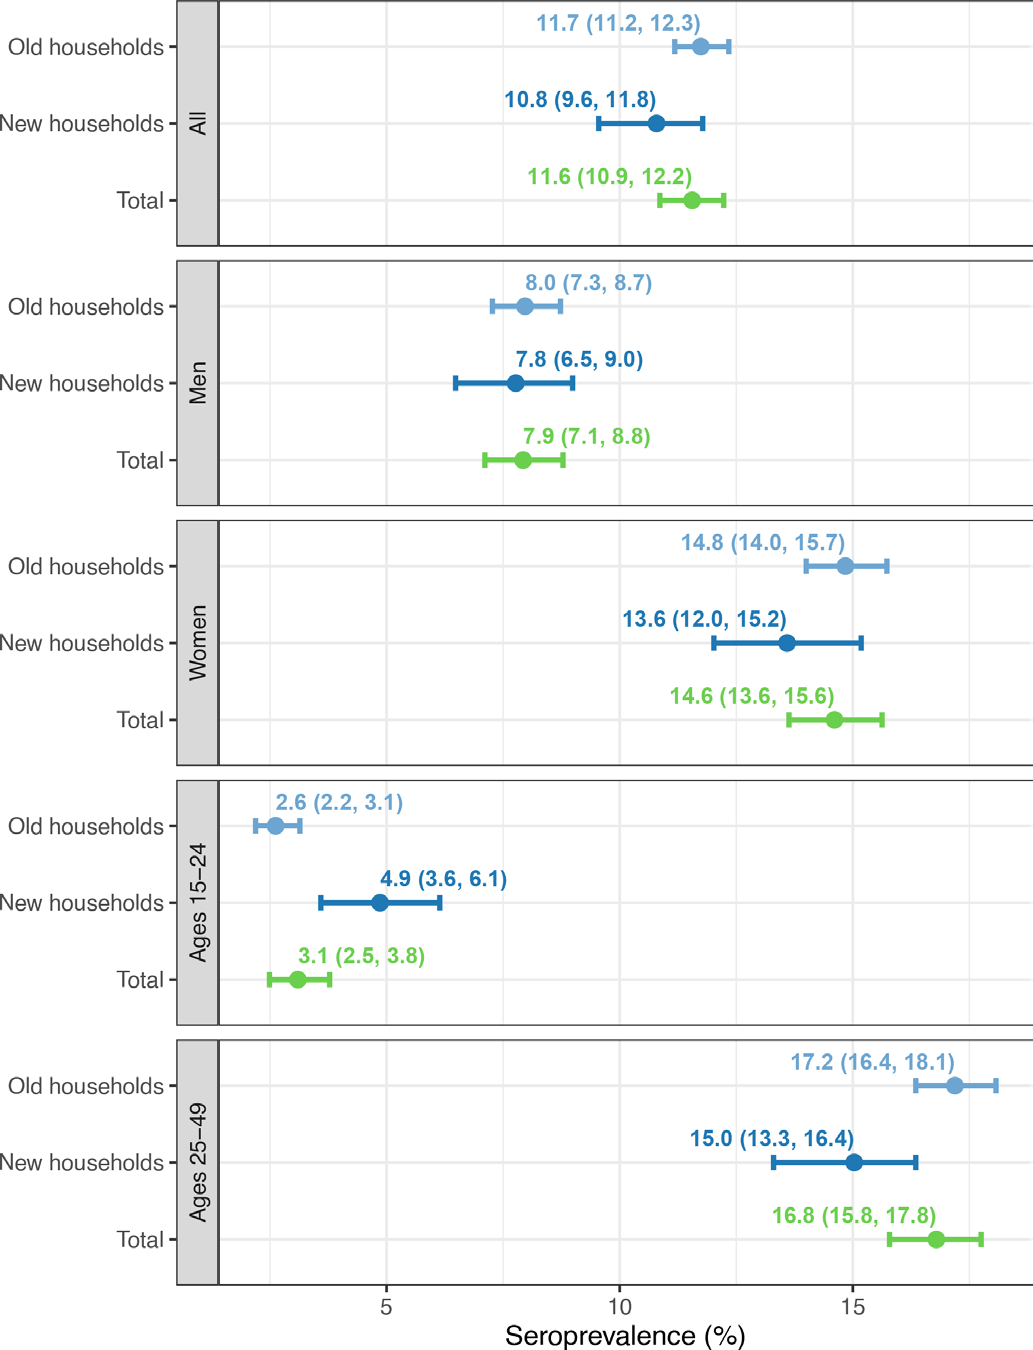 All
Old households
11.7 (11.2, 12.3)
New households
10.8 (9.6, 11.8)
Total
11.6 (10.9, 12.2)
Men
Old households
8.0 (7.3, 8.7)
New households
7.8 (6.5, 9.0)
Total
7.9 (7.1, 8.8)
Women
Old households
14.8 (14.0, 15.7)
New households
13.6 (12.0, 15.2)
Total
14.6 (13.6, 15.6)
Ages 15–24
Old households
2.6 (2.2, 3.1)
New households
4.9 (3.6, 6.1)
Total
3.1 (2.5, 3.8)
Ages 25–49
Old households
17.2 (16.4, 18.1)
New households
15.0 (13.3, 16.4)
Total
16.8 (15.8, 17.8)
5 10 15
Seroprevalence (%)